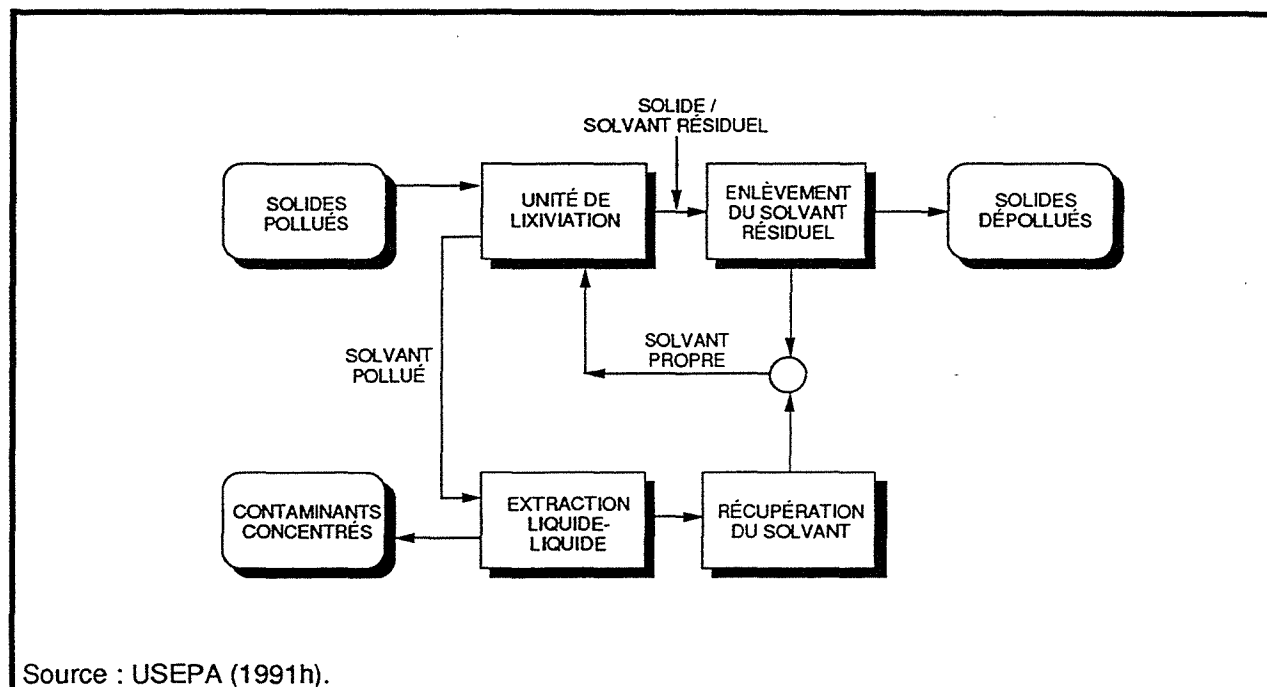 SOLIDE /
SOLVANT RÉSIDUEL
SOLIDES
POLLUÉS
UNITÉ DE
LIXIVIATION
ENLÈVEMENT
DU SOLVANT
RÉSIDUEL
SOLIDES
DÉPOLLUÉS
SOLVANT
POLLUÉ
SOLVANT
PROPRE
CONTAMINANTS
CONCENTRÉS
EXTRACTION
LIQUIDE-
LIQUIDE
RÉCUPÉRATION
DU SOLVANT
Source : USEPA (1991h).